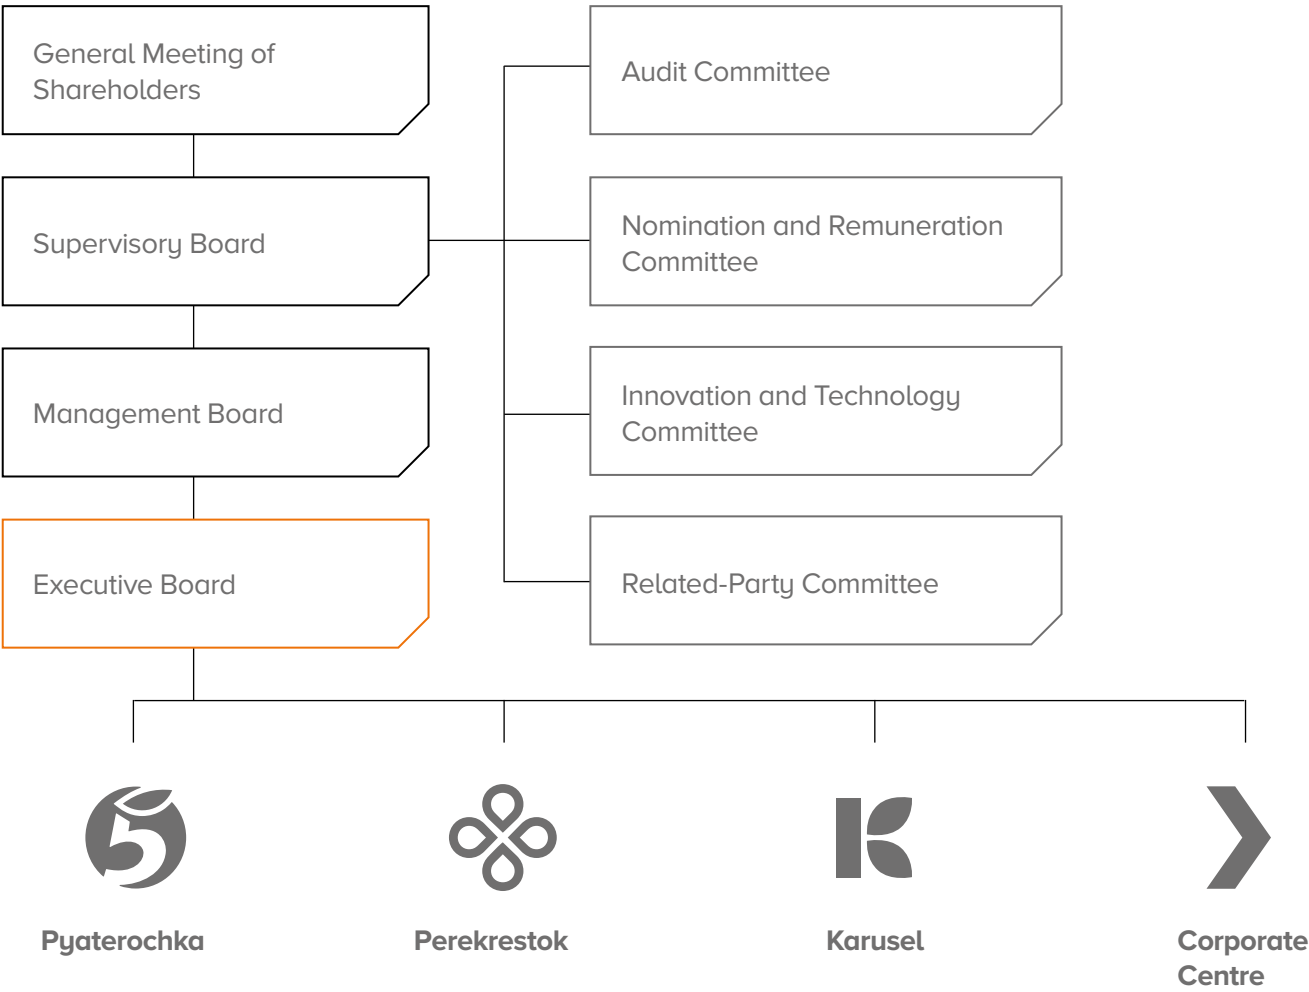 General Meeting of
Shareholders
Audit Committee
Supervisory Board
Nomination and Remuneration
Committee
Management Board
Innovation and Technology
Committee
Executive Board
Related-Party Committee
5
K
Pyaterochka
Perekrestok
Karusel
Corporate
Centre